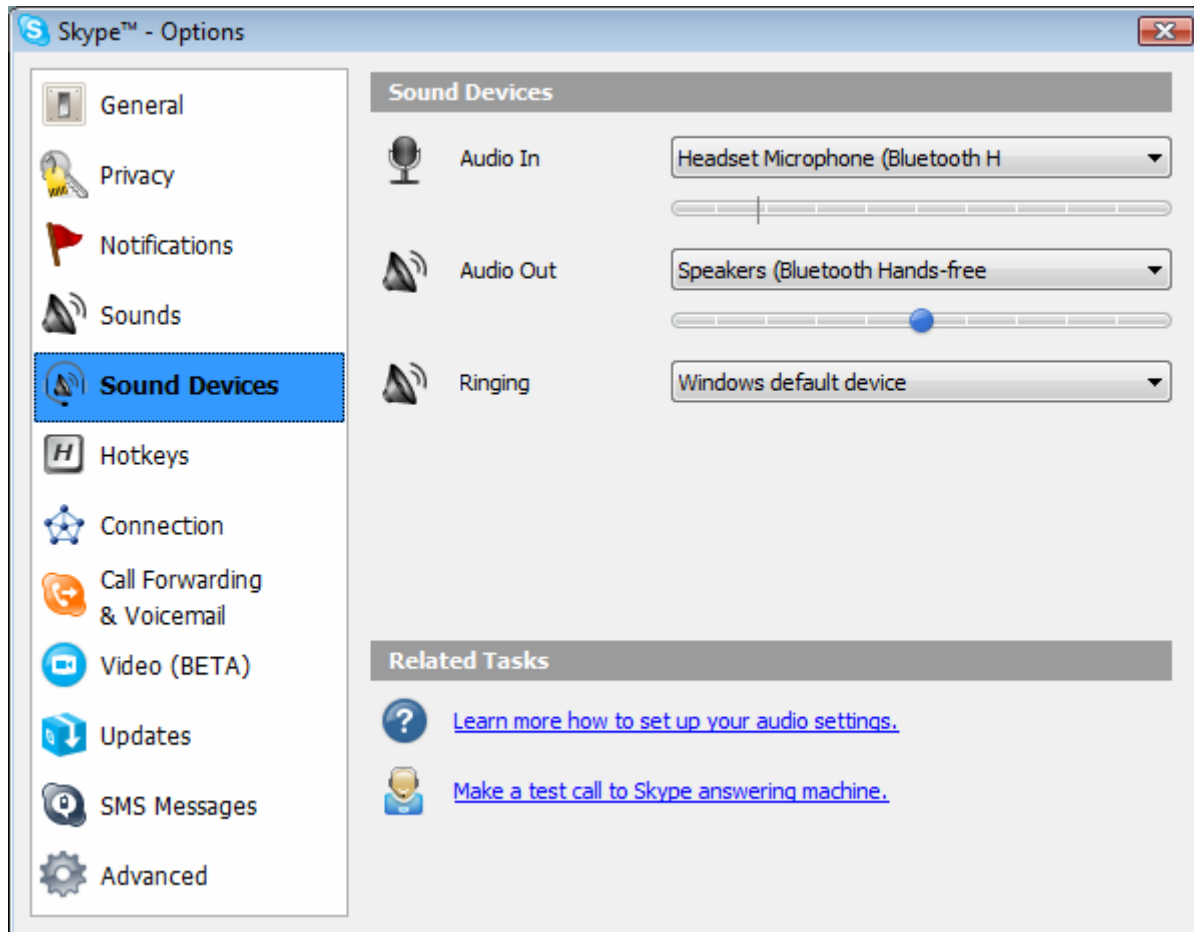 Skype™ - Options
General
Privacy
Notifications
Sounds
Sound Devices
Hotkeys
Connection
Call Forwarding
& Voicemail
Video (BETA)
Updates
SMS Messages
Advanced
Sound Devices
Audio In
Headset Microphone (Bluetooth H
Audio Out
Speakers (Bluetooth Hands-free
Ringing
Windows default device
Related Tasks
Learn more how to set up your audio settings.
Make a test call to Skype answering machine.